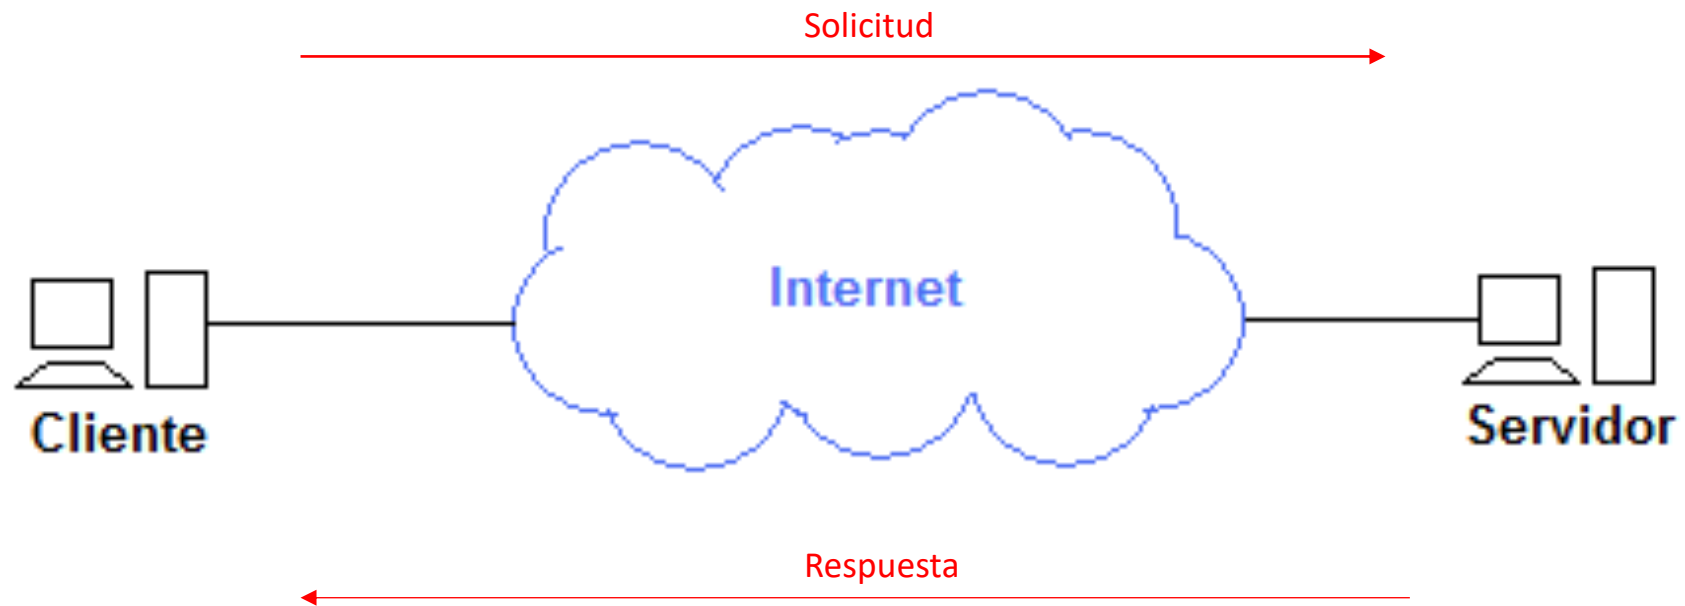 Solicitud
Internet
Cliente
Servidor
Respuesta